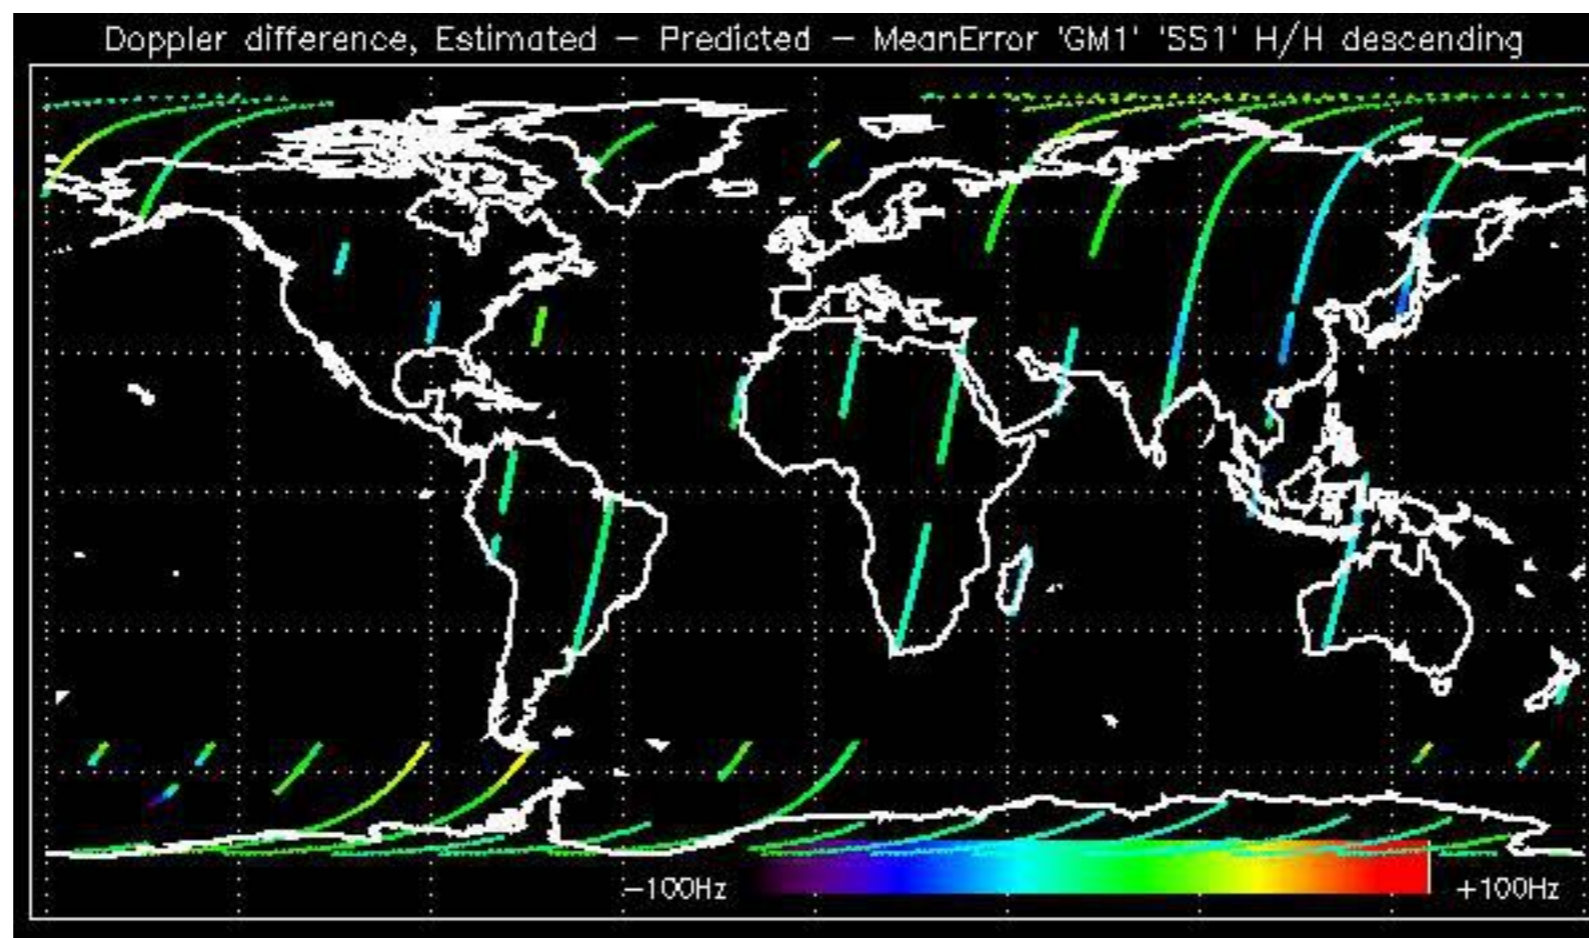 Doppler difference, Estimated – Predicted – MeanError 'GM1' 'SS1' H/H descending
–100Hz
+100Hz